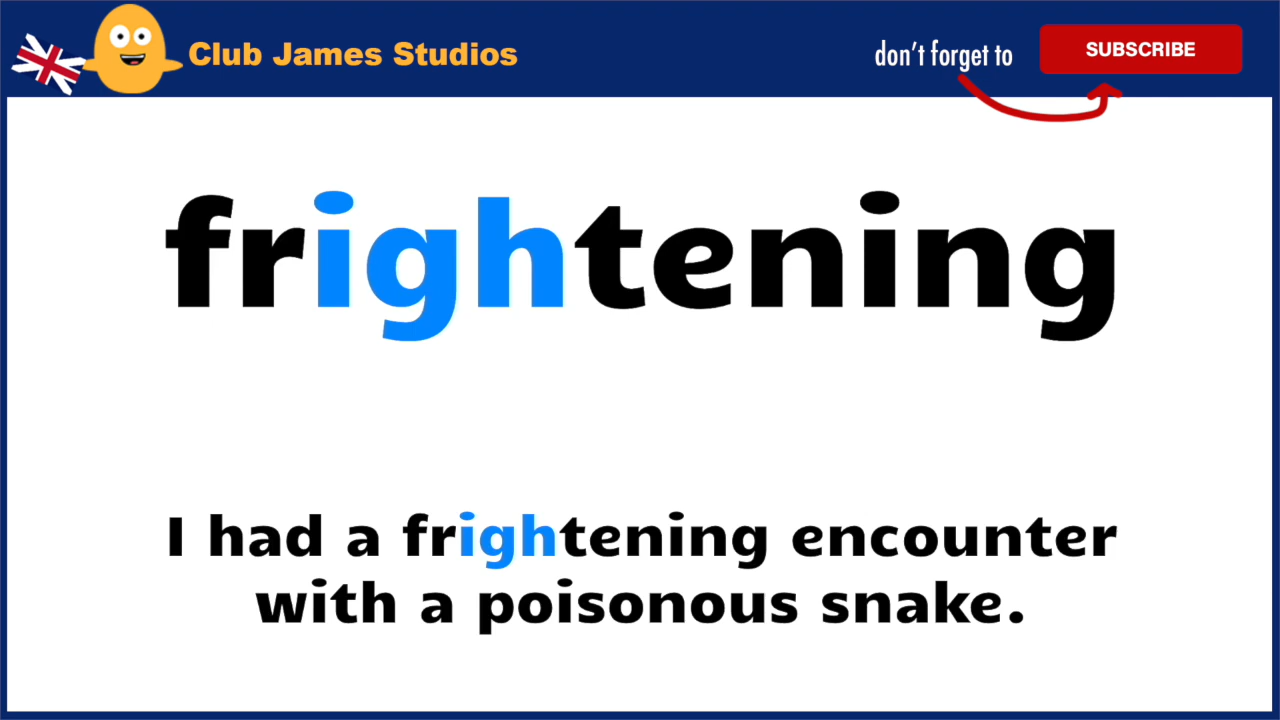 Club James Studios
don't forget to
SUBSCRIBE
frightening
I had a frightening encounter
with a poisonous snake.